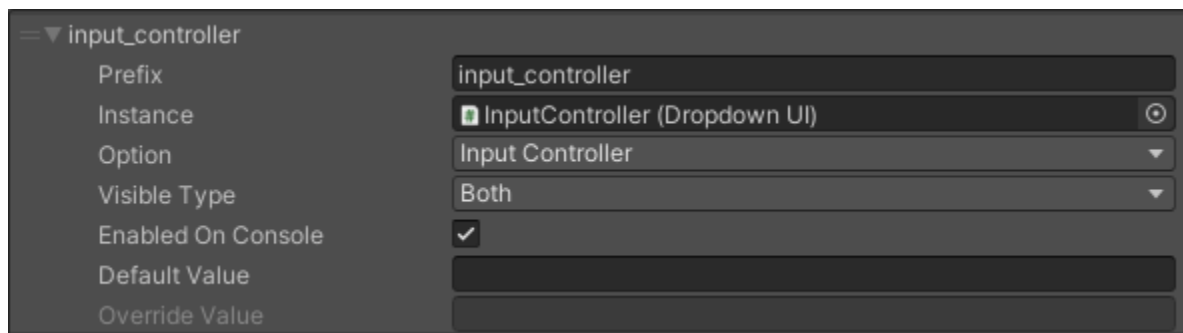 input_controller
Prefix input_controller
Instance InputController (Dropdown UI)
Option Input Controller
Visible Type Both
Enabled On Console
Default Value
Override Value